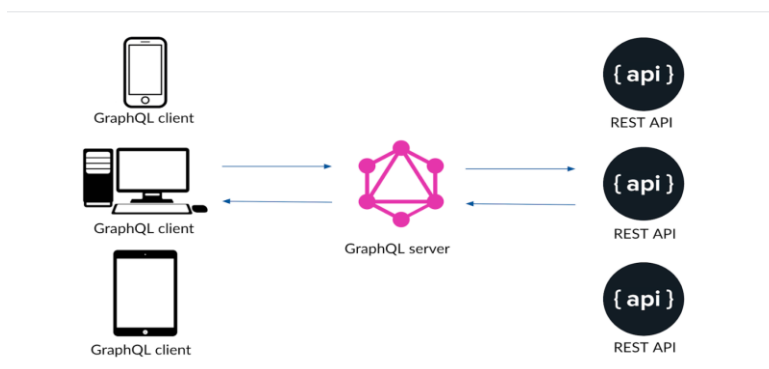 { api }
GraphQL client
REST API
{ api }
GraphQL client
REST API
GraphQL server
{ api }
GraphQL client
REST API